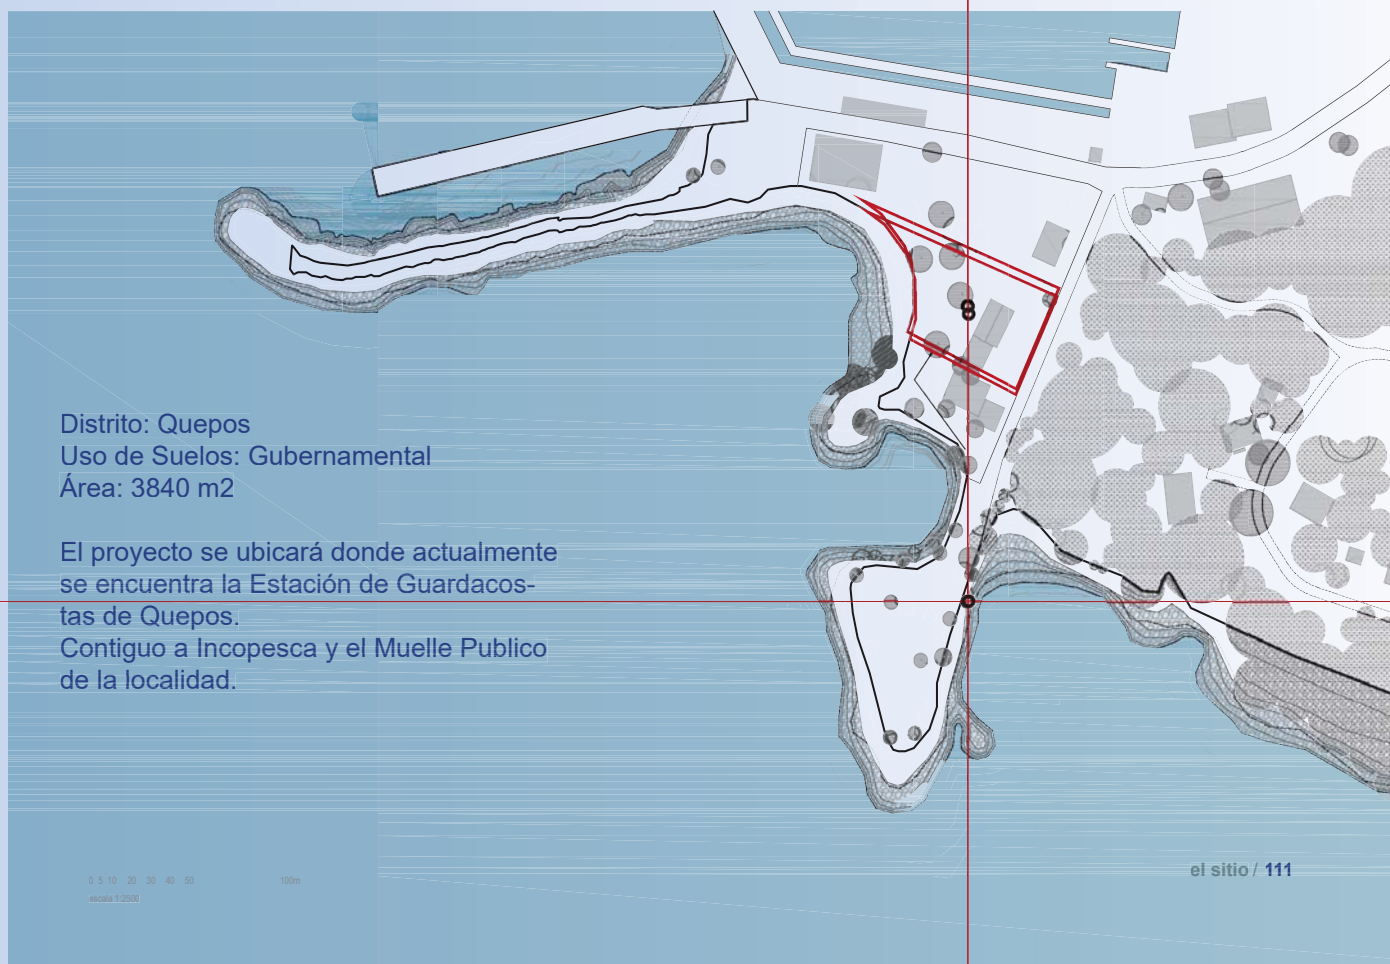 Distrito: Quepos
Uso de Suelos: Gubernamental
Área: 3840 m2
El proyecto se ubicará donde actualmente
se encuentra la Estación de Guardacos-
tas de Quepos.
Contiguo a Incopesca y el Muelle Publico
de la localidad.
0 5 10 20 30 40 50 100m
escala 1:2500
el sitio / 111